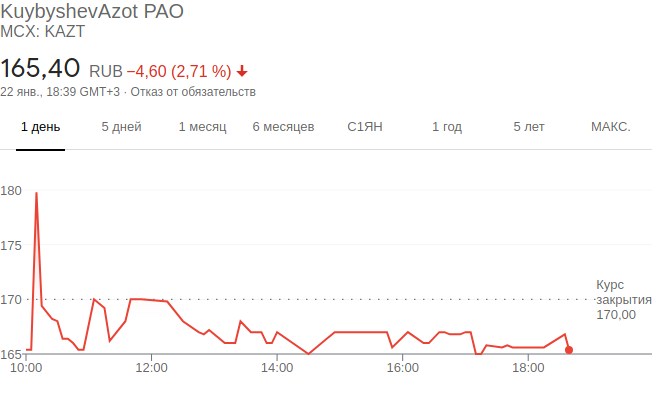 KuybyshevAzot PAO
MCX: KAZT
165,40 RUB −4,60 (2,71 %)
22 янв., 18:39 GMT+3 · Отказ от обязательств
1 день 5 дней 1 месяц 6 месяцев С1ЯН 1 год 5 лет МАКС.
180
175
170
165
Курс
закрытия
170,00
10:00 12:00 14:00 16:00 18:00